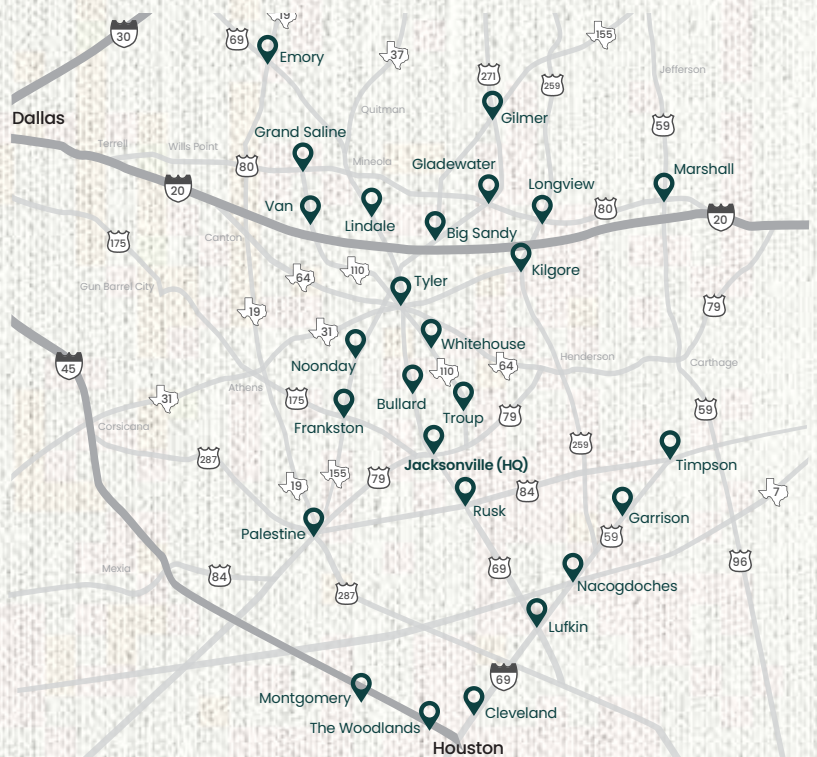 19
30
69
Emory
37
155
271
Jefferson
259
Quitman
Dallas
Gilmer
59
Grand Saline
Terrell
Wills Point
80
Mineola
Gladewater
Marshall
20
Longview
Van
Lindale
80
20
Big Sandy
175
Canton
Kilgore
64
110
Tyler
Gun Barrel City
79
19
31
Whitehouse
Noonday
45
110
64
Henderson
Carthage
Athens
31
175
Bullard
Troup
79
59
Frankston
Corsicana
259
287
Jacksonville (HQ)
Timpson
19
155
79
84
7
Rusk
Garrison
Palestine
59
Mexia
84
69
96
287
Nacogdoches
Lufkin
69
Montgomery
Cleveland
The Woodlands
Houston